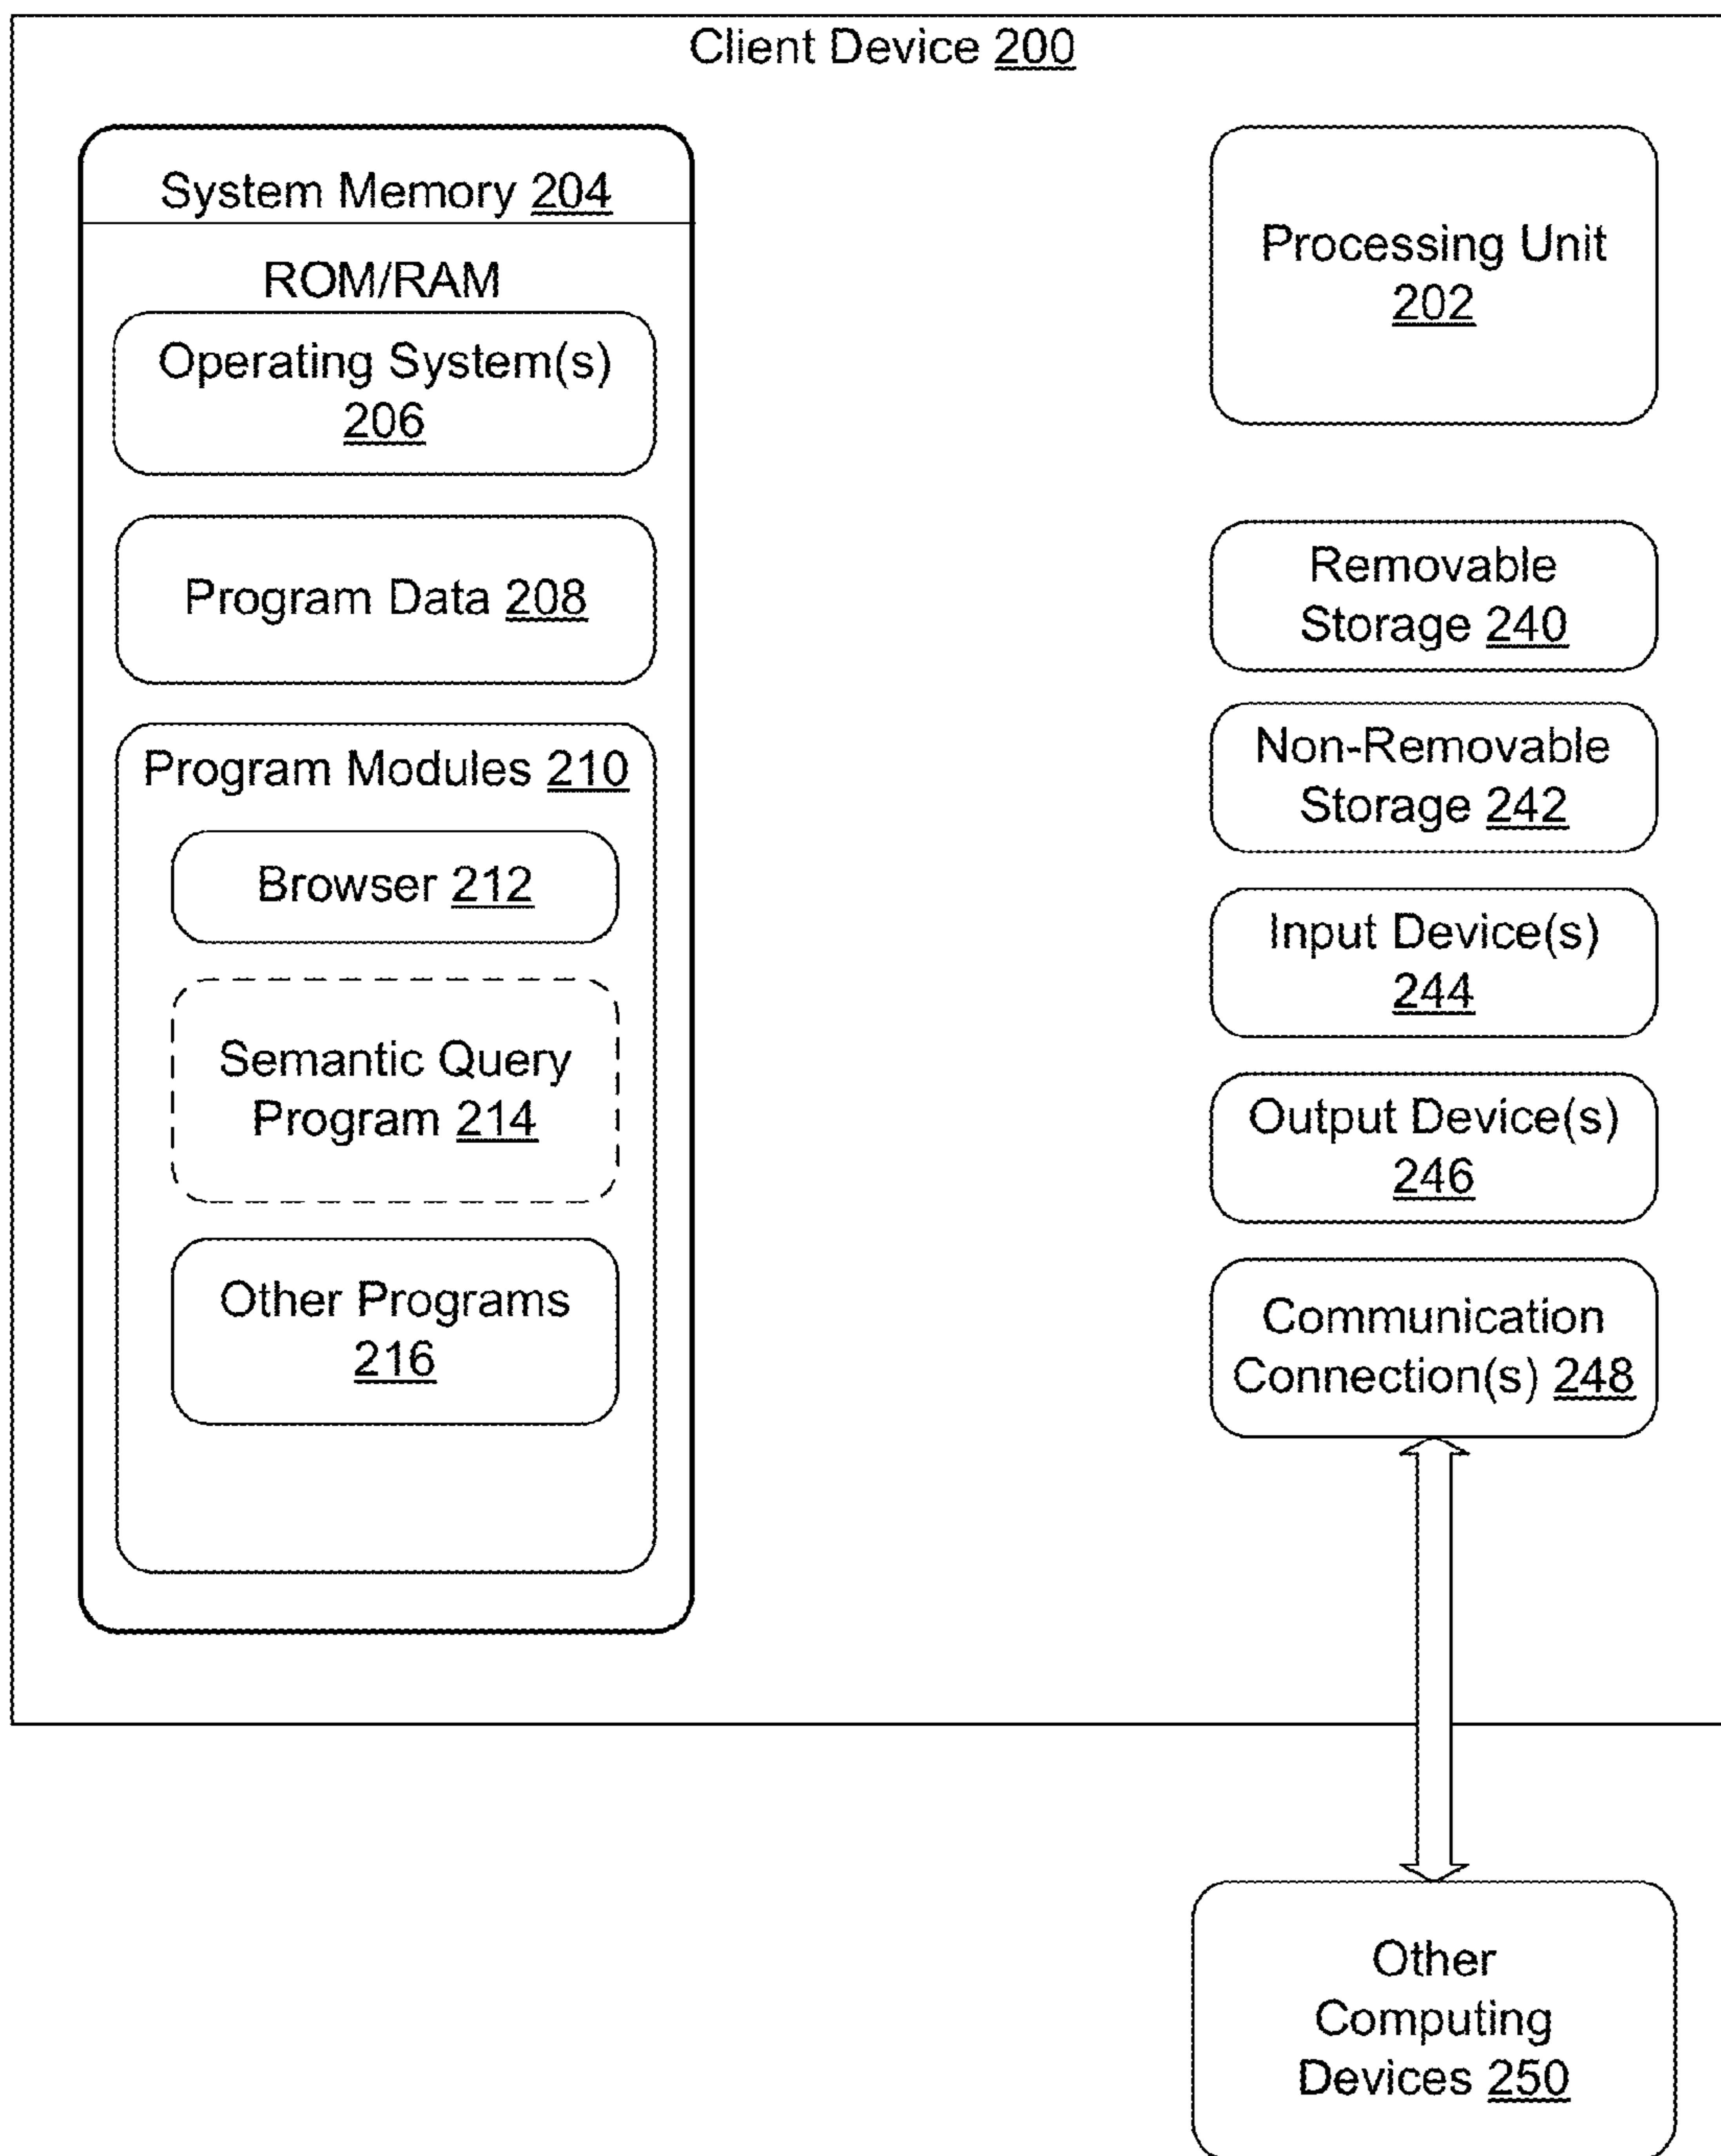 Client Device 200
System Memory 204
ROM/RAM
Operating System(s)
206
Program Data 208
Program Modules 210
Browser 212
Semantic Query
Program 214
Other Programs
216
Processing Unit
202
Removable
Storage 240
Non-Removable
Storage 242
Input Device(s)
244
Output Device(s)
246
Communication
Connection(s) 248
Other
Computing
Devices 250